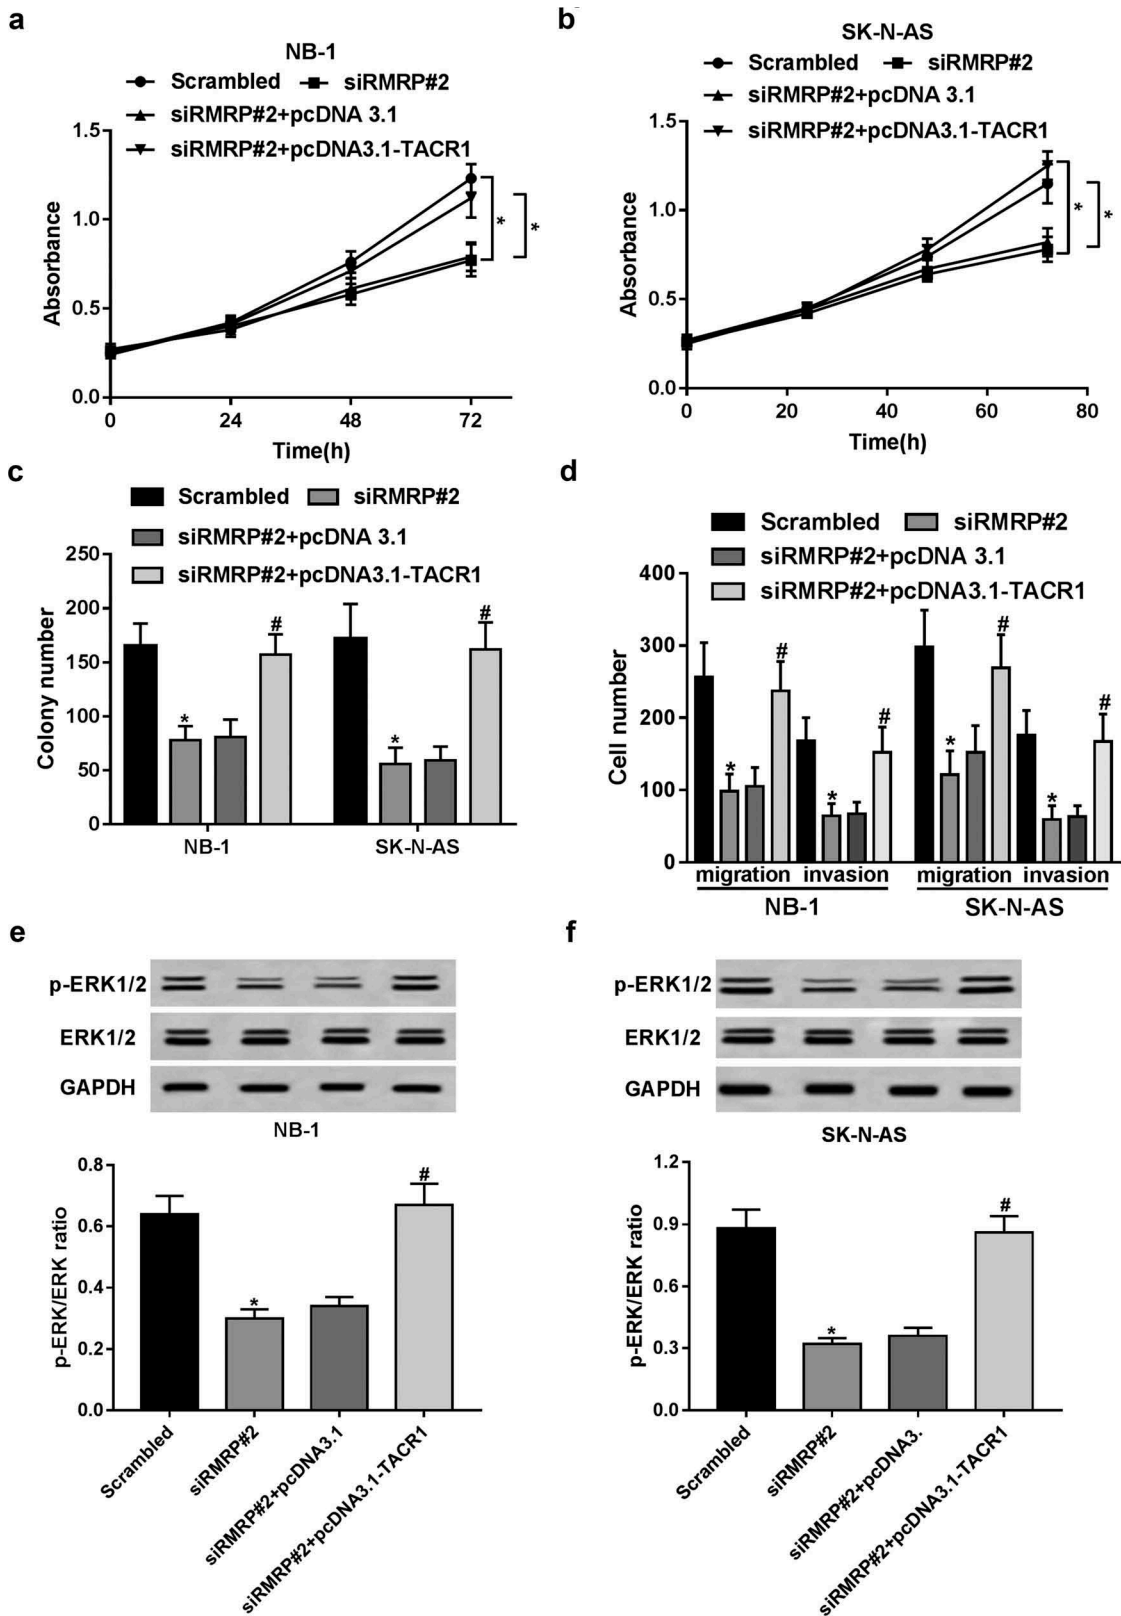 a
NB-1
Scrambled siRMRP#2
siRMRP#2+pcDNA 3.1
siRMRP#2+pcDNA3.1-TACR1
1.5
1.0
0.5
0.0
Absorbance
* *
0 24 48 72
Time(h)
b
SK-N-AS
Scrambled siRMRP#2
siRMRP#2+pcDNA 3.1
siRMRP#2+pcDNA3.1-TACR1
1.5
1.0
0.5
0.0
Absorbance
* *
0 20 40 60 80
Time(h)
c
Scrambled siRMRP#2
siRMRP#2+pcDNA 3.1
siRMRP#2+pcDNA3.1-TACR1
250
200
150
100
50
0
Colony number
* # * #
NB-1 SK-N-AS
d
Scrambled siRMRP#2
siRMRP#2+pcDNA 3.1
siRMRP#2+pcDNA3.1-TACR1
400
300
200
100
0
Cell number
* # * # * # * #
migration invasion migration invasion
NB-1 SK-N-AS
e
p-ERK1/2
ERK1/2
GAPDH
NB-1
0.8
0.6
0.4
0.2
0.0
p-ERK/ERK ratio
* #
Scrambled
siRMRP#2
siRMRP#2+pcDNA3.1
siRMRP#2+pcDNA3.1-TACR1
f
p-ERK1/2
ERK1/2
GAPDH
SK-N-AS
1.2
0.9
0.6
0.3
0.0
p-ERK/ERK ratio
* #
Scrambled
siRMRP#2
siRMRP#2+pcDNA3.
siRMRP#2+pcDNA3.1-TACR1